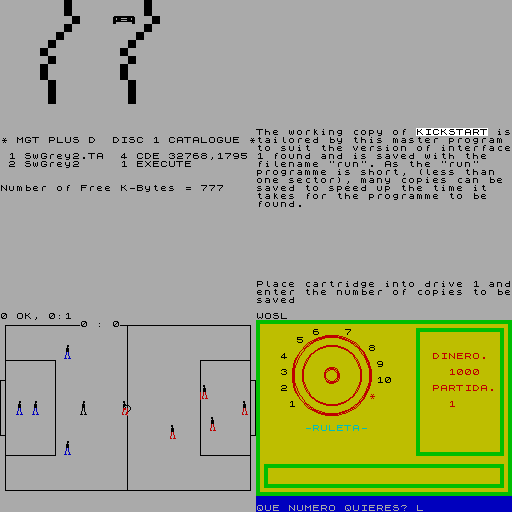 * MGT PLUS D  DISC 1 CATALOGUE *
1 SwGrey2.TA  4 CDE 32768,1795
2 SwGrey2     1 EXECUTE
Number of Free K-Bytes = 777
0 OK, 0:1
The working copy of KICKSTART is
tailored by this master program
to suit the version of interface
1 found and is saved with the
filename "run". As the "run"
programme is short, (less than
one sector), many copies can be
saved to speed up the time it
takes for the programme to be
found.
Place cartridge into drive 1 and
enter the number of copies to be
saved
0 : 0
WOSL
6 7
5 8
4 9
3 10
2
1 *
-RULETA-
DINERO.
1000
PARTIDA.
1
QUE NUMERO QUIERES? L